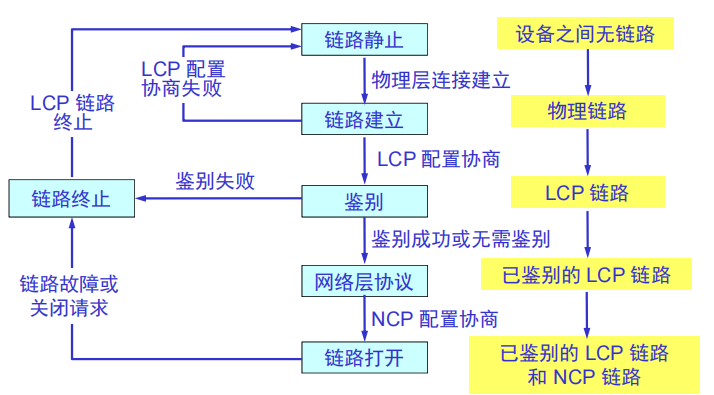 链路静止
设备之间无链路
LCP 配置
协商失败
物理层连接建立
LCP 链路
终止
链路建立
物理链路
LCP 配置协商
鉴别失败
链路终止
鉴别
LCP 链路
鉴别成功或无需鉴别
链路故障或
关闭请求
网络层协议
已鉴别的 LCP 链路
NCP 配置协商
链路打开
已鉴别的 LCP 链路
和 NCP 链路